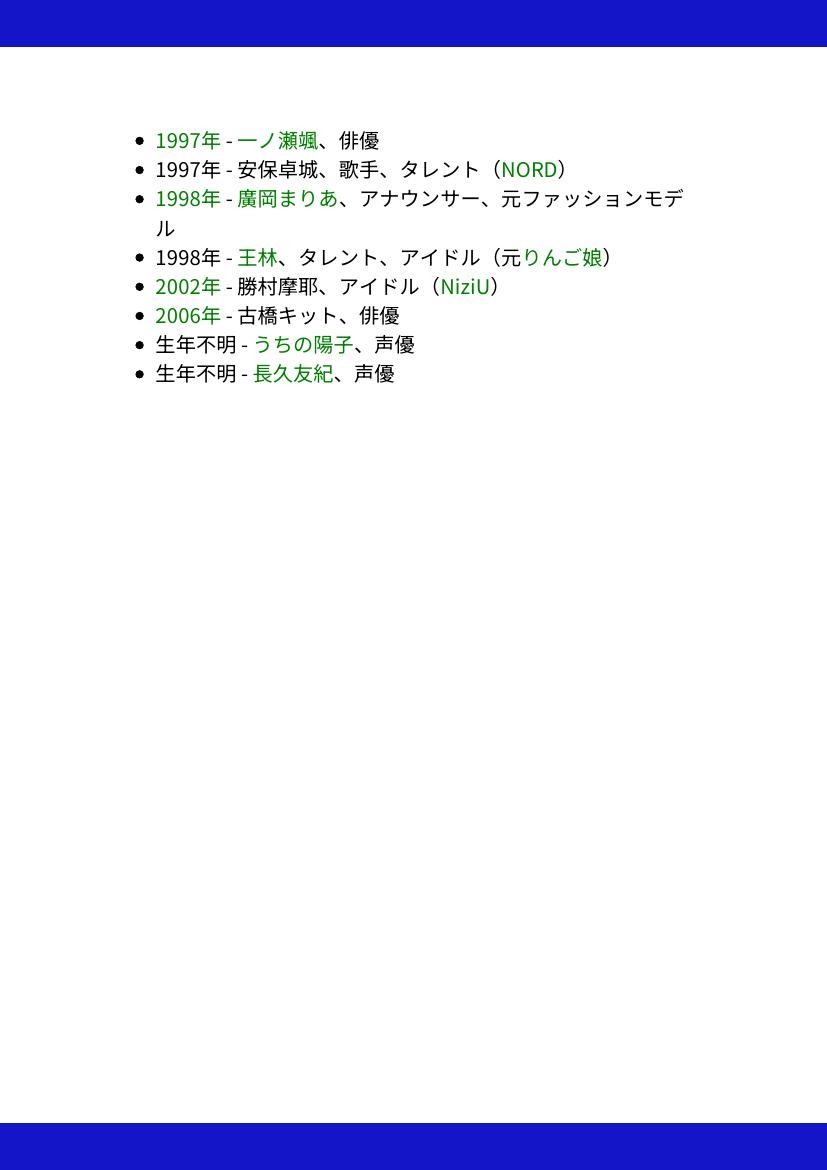 1997年 - 一ノ瀬颯、俳優
1997年 - 安保卓城、歌手、タレント（NORD）
1998年 - 廣岡まりあ、アナウンサー、元ファッションモデ
ル
1998年 - 王林、タレント、アイドル（元りんご娘）
2002年 - 勝村摩耶、アイドル（NiziU）
2006年 - 古橋キット、俳優
生年不明 - うちの陽子、声優
生年不明 - 長久友紀、声優